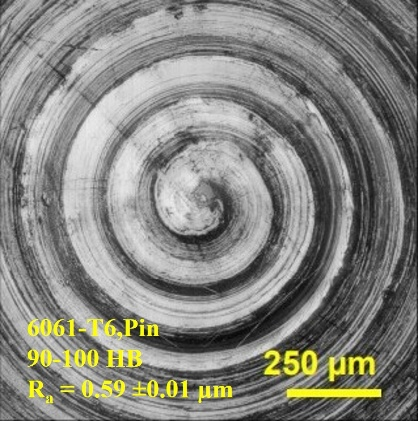 6061-T6,Pin
90-100 HB
Rₐ = 0.59 ±0.01 µm
250 µm